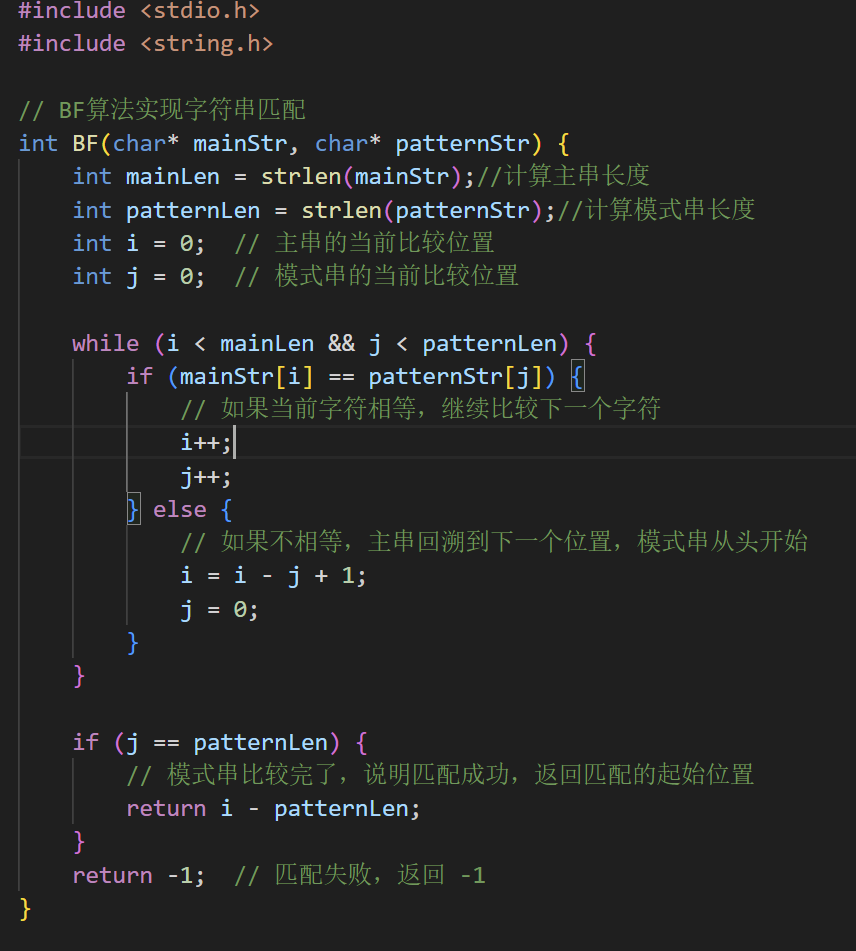 #include <stdio.h>
#include <string.h>
// BF算法实现字符串匹配
int BF(char* mainStr, char* patternStr) {
    int mainLen = strlen(mainStr);//计算主串长度
    int patternLen = strlen(patternStr);//计算模式串长度
    int i = 0;  // 主串的当前比较位置
    int j = 0;  // 模式串的当前比较位置
    while (i < mainLen && j < patternLen) {
        if (mainStr[i] == patternStr[j]) {
            // 如果当前字符相等，继续比较下一个字符
            i++;
            j++;
        } else {
            // 如果不相等，主串回溯到下一个位置，模式串从头开始
            i = i - j + 1;
            j = 0;
        }
    }
    if (j == patternLen) {
        // 模式串比较完了，说明匹配成功，返回匹配的起始位置
        return i - patternLen;
    }
    return -1;  // 匹配失败，返回 -1
}